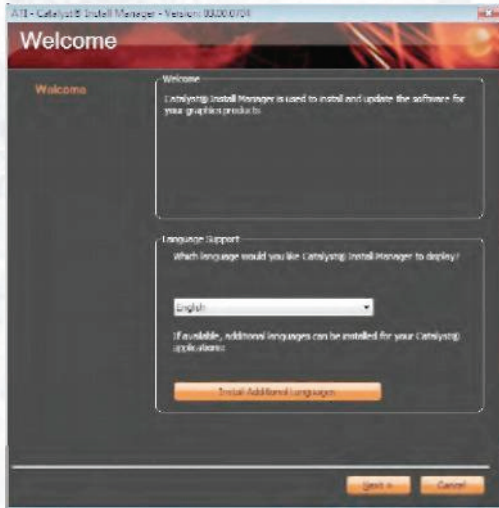 ATI - Catalyst® Install Manager - Version: 03.00.0704
Welcome
Welcome
Welcome
Catalyst® Install Manager is used to install and update the software for
your graphics products
Language Support
Which language would you like Catalyst® Install Manager to display?
English
If available, additional languages can be installed for your Catalyst®
applications:
Install Additional Languages
Next >
Cancel